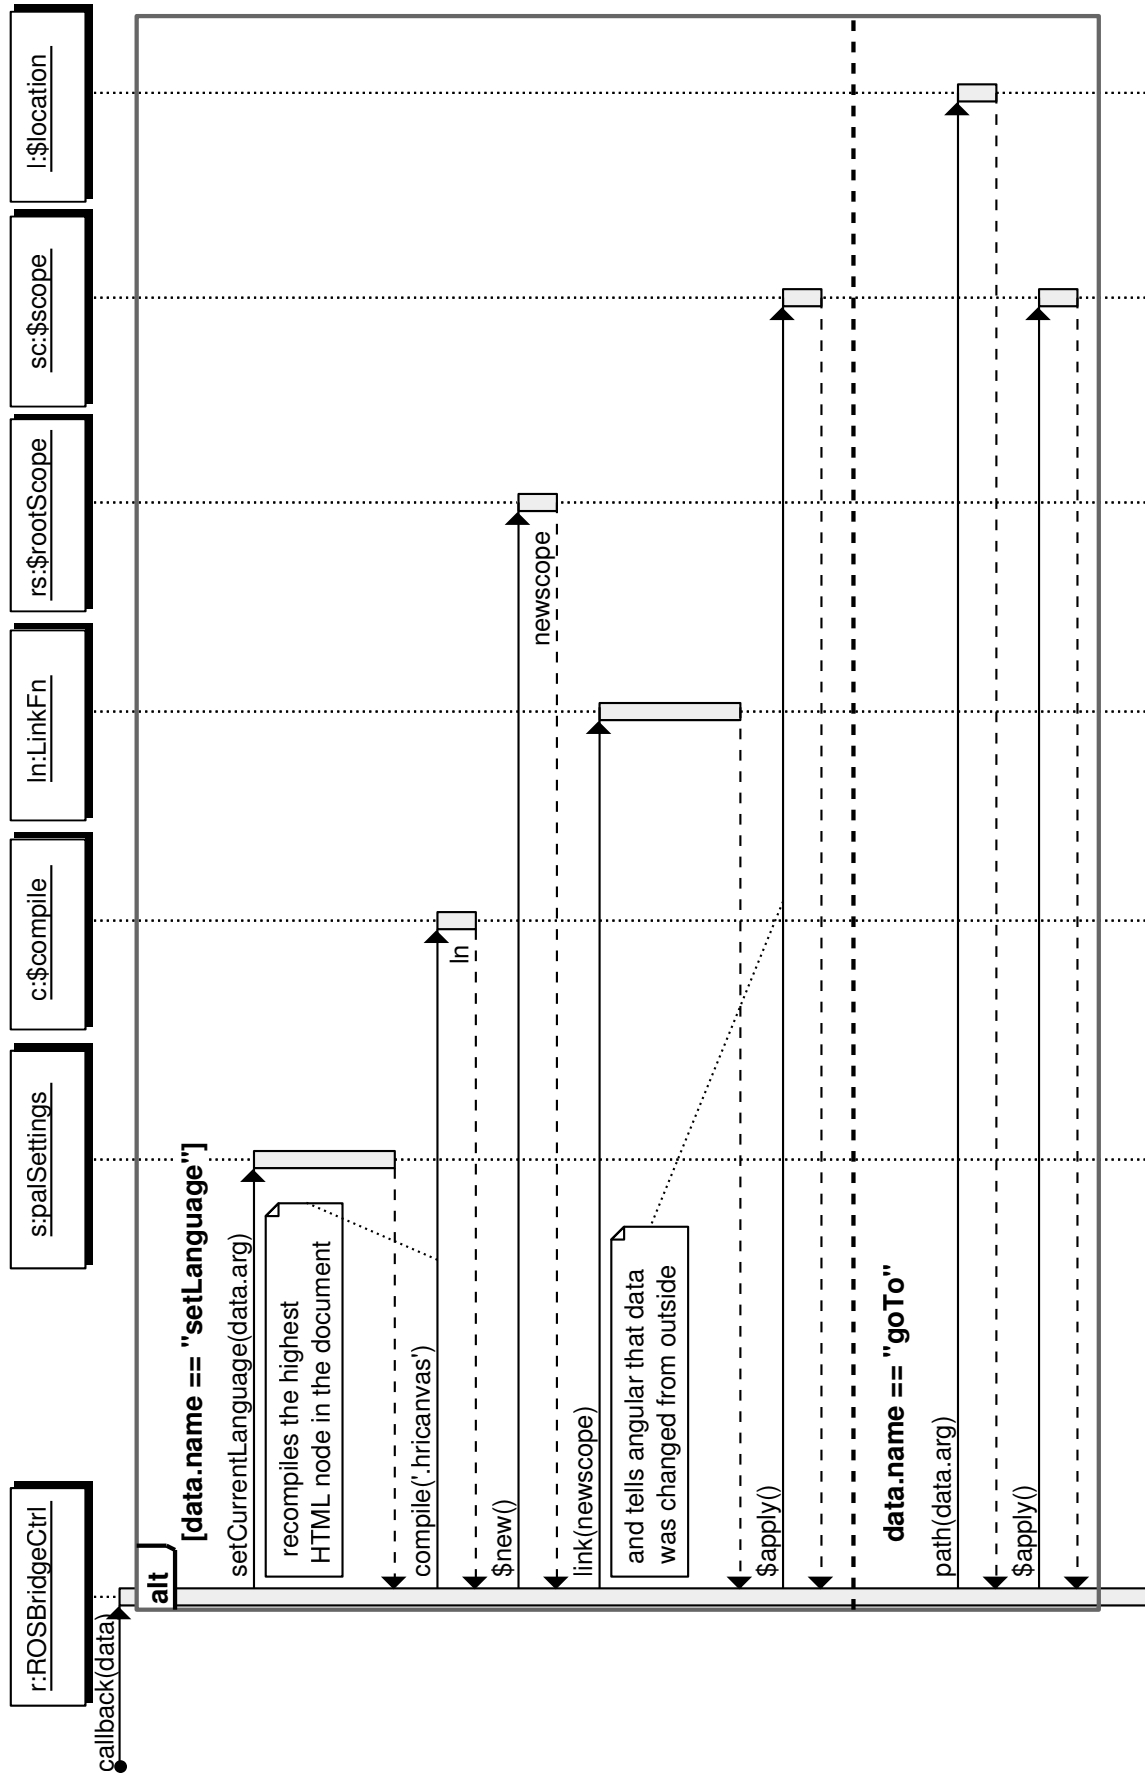 r:ROSBridgeCtrl
s:palSettings
c:$compile
ln:LinkFn
rs:$rootScope
sc:$scope
l:$location
callback(data)
alt
[data.name == "setLanguage"]
setCurrentLanguage(data.arg)
recompiles the highest
HTML node in the document
compile('.hricanvas')
ln
$new()
newscope
link(newscope)
and tells angular that data
was changed from outside
$apply()
data.name == "goTo"
path(data.arg)
$apply()